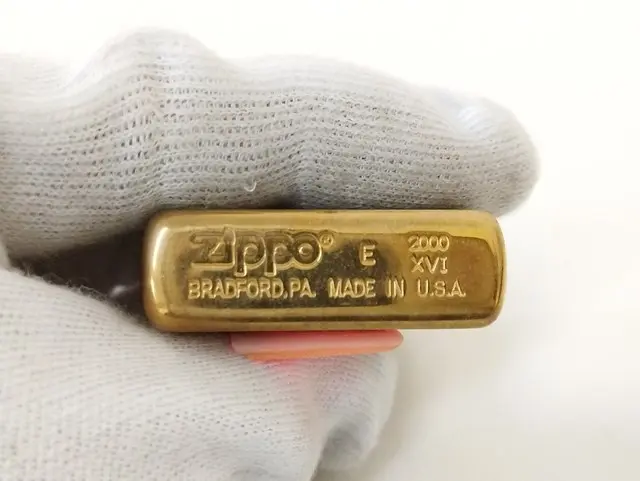 Zippo® E 2000
XVI
BRADFORD, PA. MADE IN U.S.A.